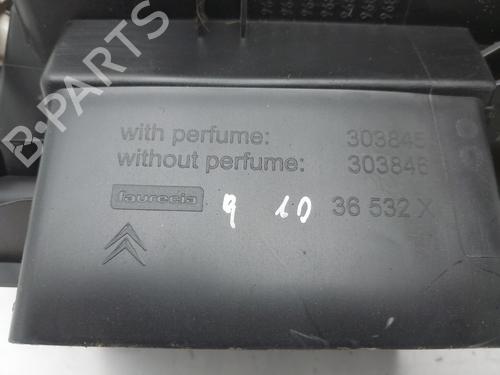 with perfume: 303845
without perfume: 303846
faurecia 9 10 36 532 X
B-PARTS